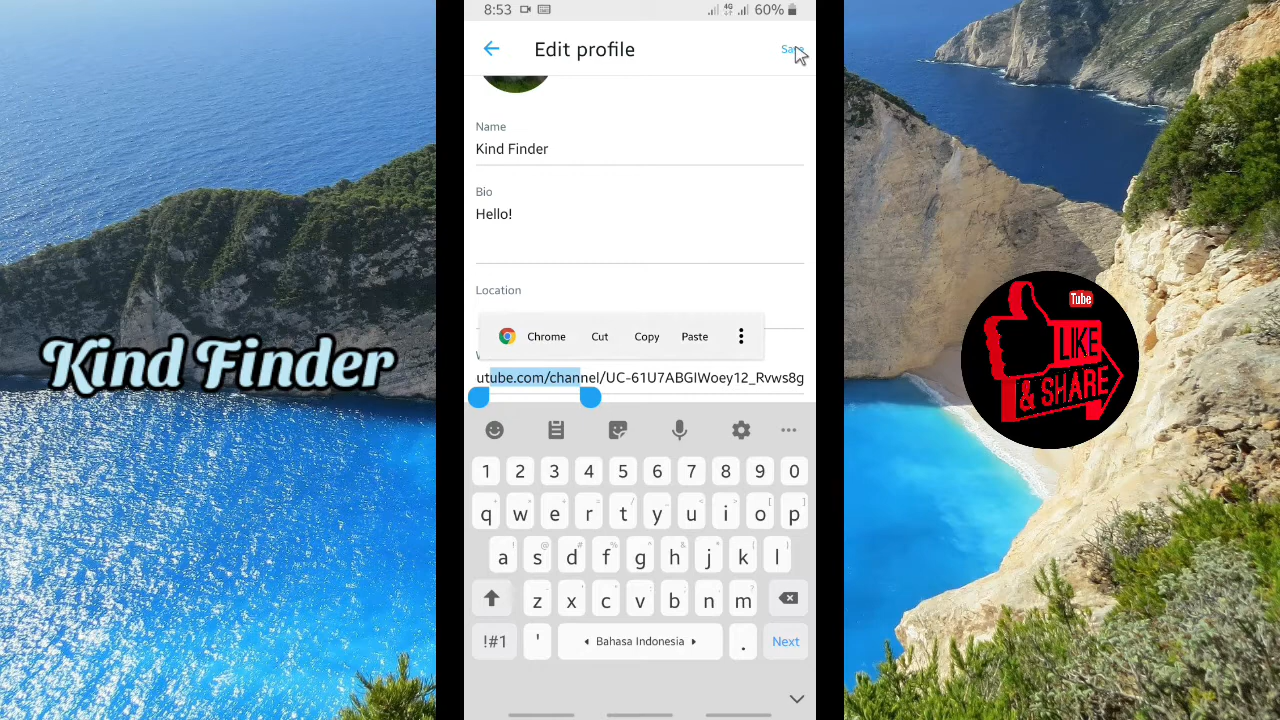 8:53
4G
60%
Edit profile
Save
Name
Kind Finder
Bio
Hello!
Location
Chrome Cut Copy Paste
utube.com/channel/UC-61U7ABGIWoey12_Rvws8g
1 2 3 4 5 6 7 8 9 0
q w e r t y u i o p
a s d f g h j k l
z x c v b n m
!#1 ' Bahasa Indonesia . Next
Kind Finder
Tube
LIKE
& SHARE